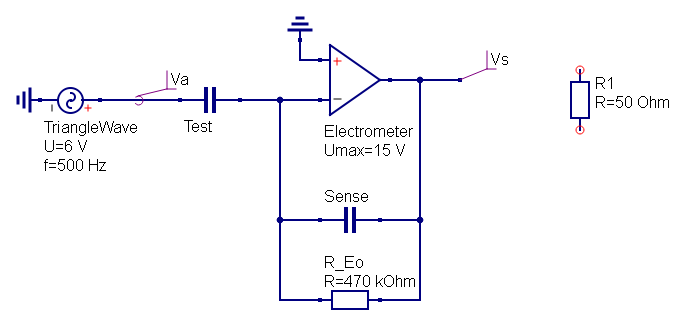 Va
Vs
TriangleWave
U=6 V
f=500 Hz
Test
Electrometer
Umax=15 V
Sense
R_Eo
R=470 kOhm
R1
R=50 Ohm